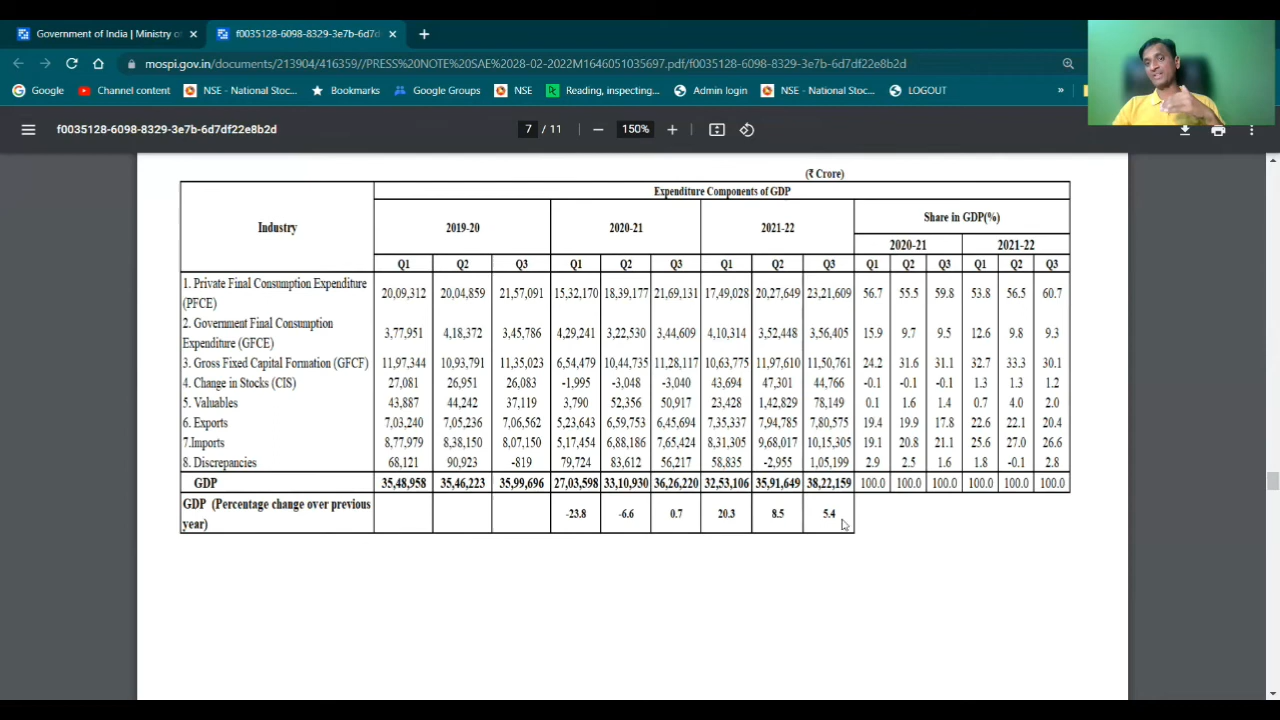 Government of India | Ministry of
f0035128-6098-8329-3e7b-6d7d
mospi.gov.in/documents/213904/416359//PRESS%20NOTE%20SAE%2028-02-2022M1646051035697.pdf/f0035128-6098-8329-3e7b-6d7df22e8b2d
Google YouTube Channel content NSE - National Stoc... Bookmarks Google Groups NSE Reading, inspecting... Admin login NSE - National Stoc... LOGOUT »
f0035128-6098-8329-3e7b-6d7df22e8b2d 7 / 11 − 150% +
(₹ Crore)
Industry Expenditure Components of GDP
2019-20 2020-21 2021-22 Share in GDP(%)
2020-21 2021-22
Q1 Q2 Q3 Q1 Q2 Q3 Q1 Q2 Q3 Q1 Q2 Q3 Q1 Q2 Q3
1. Private Final Consumption Expenditure
(PFCE) 20,09,312 20,04,859 21,57,091 15,32,170 18,39,177 21,69,131 17,49,028 20,27,649 23,21,609 56.7 55.5 59.8 53.8 56.5 60.7
2. Government Final Consumption
Expenditure (GFCE) 3,77,951 4,18,372 3,45,786 4,29,241 3,22,530 3,44,609 4,10,314 3,52,448 3,56,405 15.9 9.7 9.5 12.6 9.8 9.3
3. Gross Fixed Capital Formation (GFCF) 11,97,344 10,93,791 11,35,023 6,54,479 10,44,735 11,28,117 10,63,775 11,97,610 11,50,761 24.2 31.6 31.1 32.7 33.3 30.1
4. Change in Stocks (CIS) 27,081 26,951 26,083 -1,995 -3,048 -3,040 43,694 47,301 44,766 -0.1 -0.1 -0.1 1.3 1.3 1.2
5. Valuables 43,887 44,242 37,119 3,790 52,356 50,917 23,428 1,42,829 78,149 0.1 1.6 1.4 0.7 4.0 2.0
6. Exports 7,03,240 7,05,236 7,06,562 5,23,643 6,59,753 6,45,694 7,35,337 7,94,785 7,80,575 19.4 19.9 17.8 22.6 22.1 20.4
7.Imports 8,77,979 8,38,150 8,07,150 5,17,454 6,88,186 7,65,424 8,31,305 9,68,017 10,15,305 19.1 20.8 21.1 25.6 27.0 26.6
8. Discrepancies 68,121 90,923 -819 79,724 83,612 56,217 58,835 -2,955 1,05,199 2.9 2.5 1.6 1.8 -0.1 2.8
GDP 35,48,958 35,46,223 35,99,696 27,03,598 33,10,930 36,26,220 32,53,106 35,91,649 38,22,159 100.0 100.0 100.0 100.0 100.0 100.0
GDP (Percentage change over previous
year) -23.8 -6.6 0.7 20.3 8.5 5.4